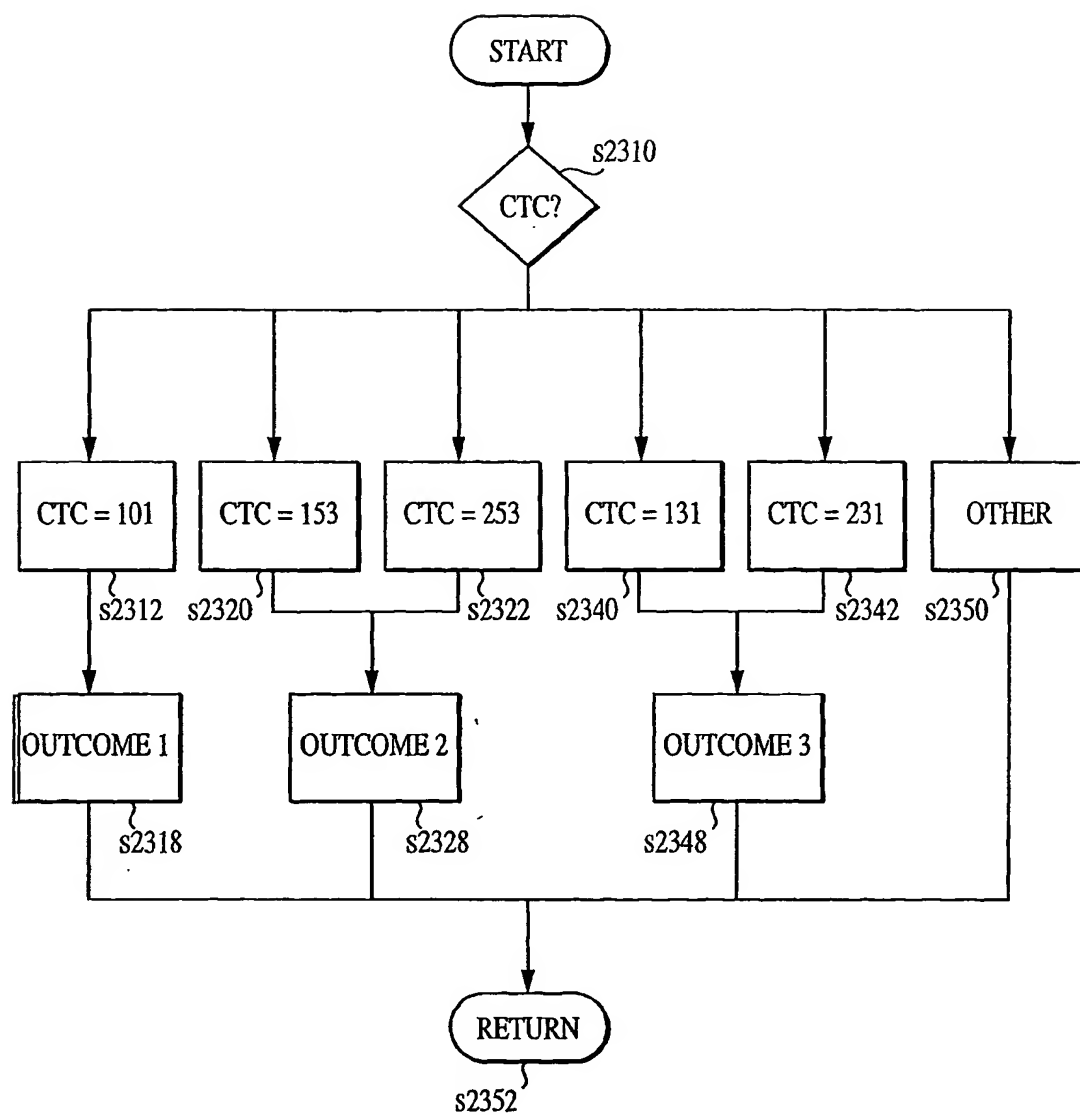 START
s2310
CTC?
CTC = 101
CTC = 153
CTC = 253
CTC = 131
CTC = 231
OTHER
s2312
s2320
s2322
s2340
s2342
s2350
OUTCOME 1
OUTCOME 2
OUTCOME 3
s2318
s2328
s2348
RETURN
s2352